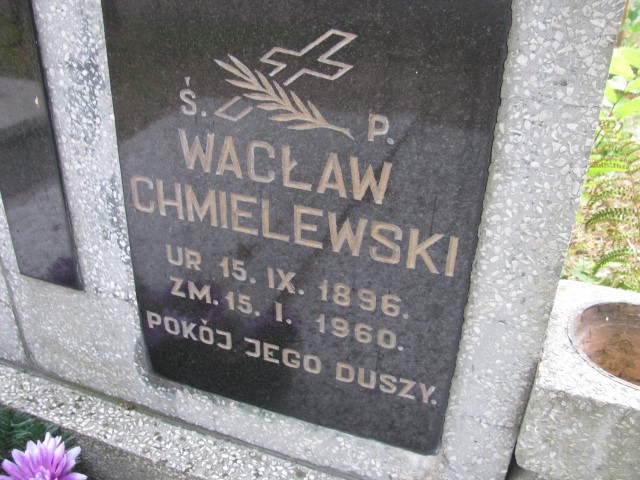 Ś. P.
WACŁAW
CHMIELEWSKI
UR 15. IX. 1896.
ZM. 15. I. 1960.
POKÓJ JEGO DUSZY.